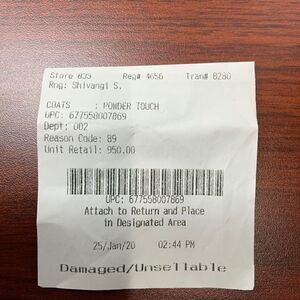 Store 833 Reg# 4656 Tran# 8280
Rng: Shivangi S.
COATS : POWDER TOUCH
UPC: 677558007869
Dept: 002
Reason Code: 89
Unit Retail: 950.00
UPC: 677558007869
Attach to Return and Place
in Designated Area
25/Jan/20 02:44 PM
Damaged/Unsellable